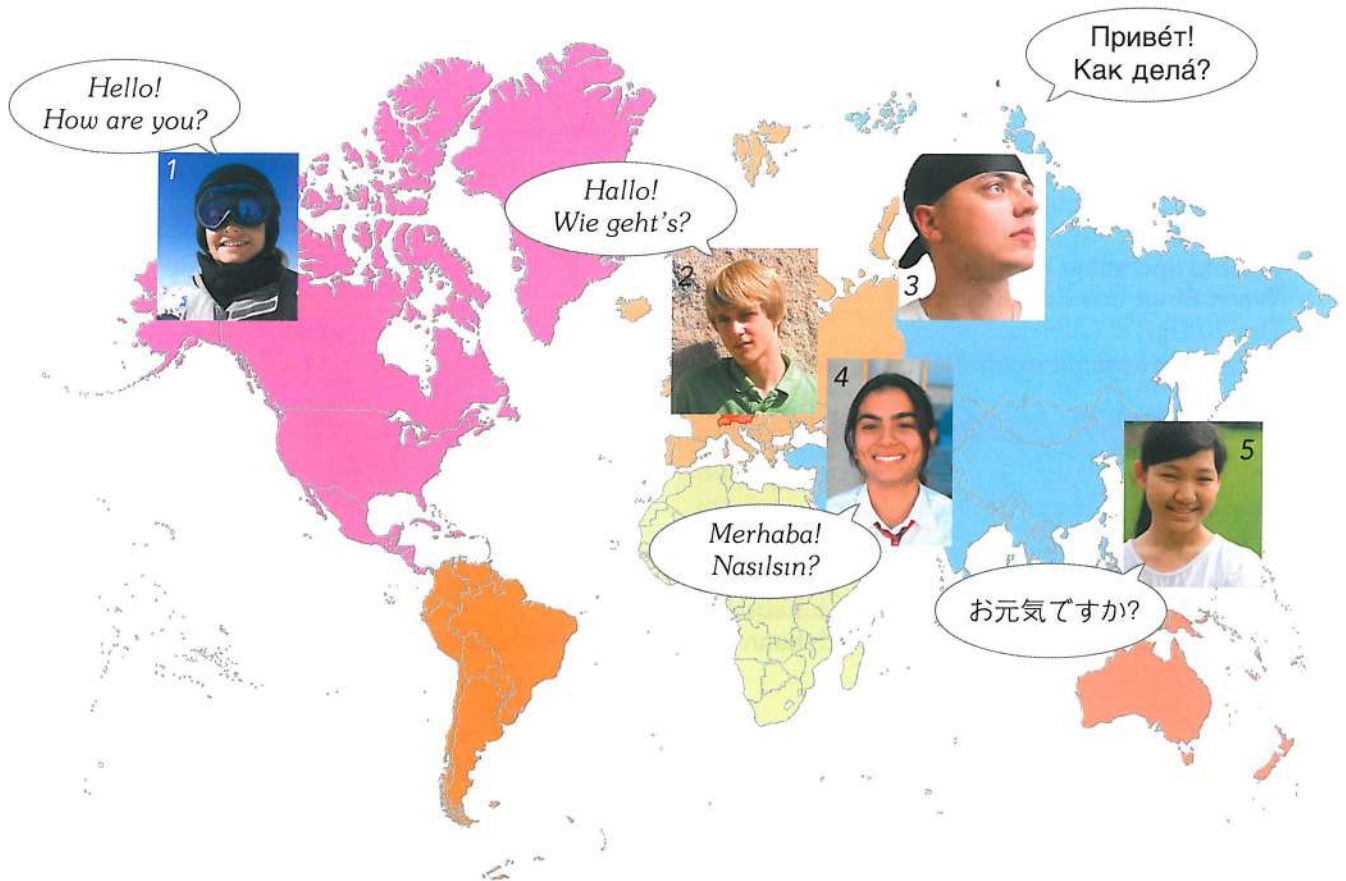 Hello!
How are you?
1
Hallo!
Wie geht's?
2
Приве́т!
Как дела́?
3
4
Merhaba!
Nasılsın?
5
お元気ですか?